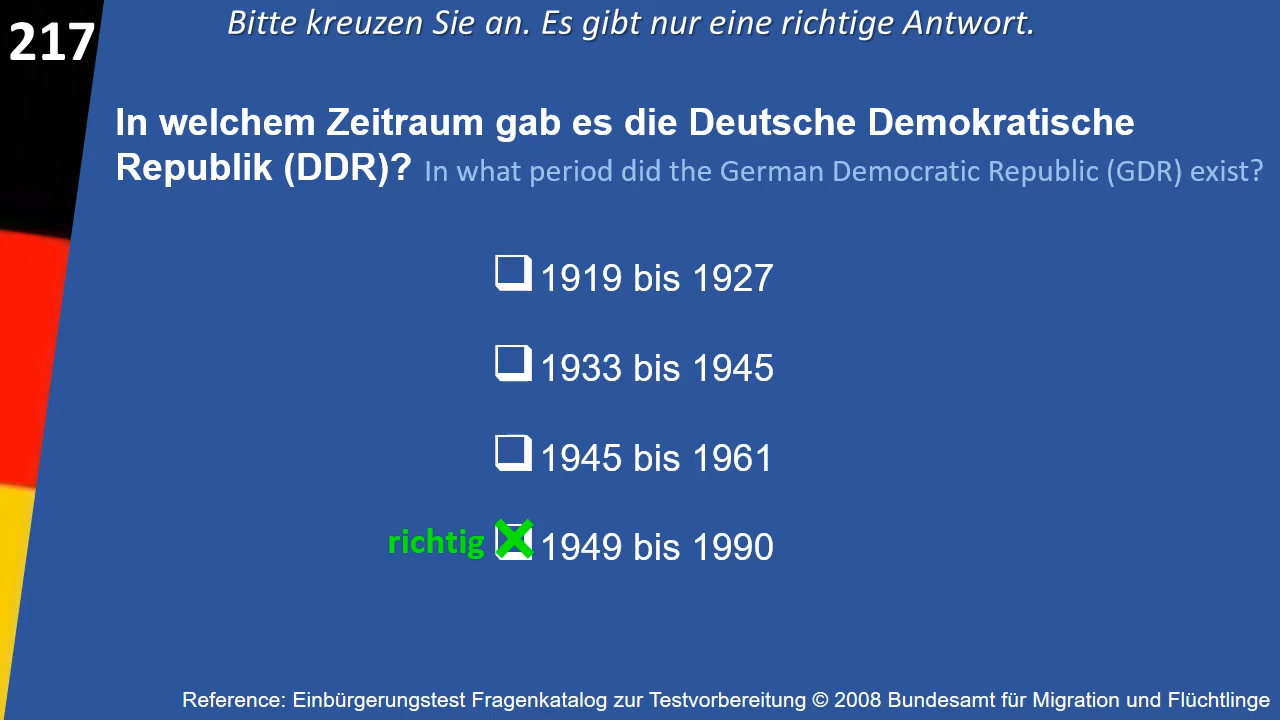 217
Bitte kreuzen Sie an. Es gibt nur eine richtige Antwort.
In welchem Zeitraum gab es die Deutsche Demokratische
Republik (DDR)? In what period did the German Democratic Republic (GDR) exist?
1919 bis 1927
1933 bis 1945
1945 bis 1961
richtig 1949 bis 1990
Reference: Einbürgerungstest Fragenkatalog zur Testvorbereitung © 2008 Bundesamt für Migration und Flüchtlinge